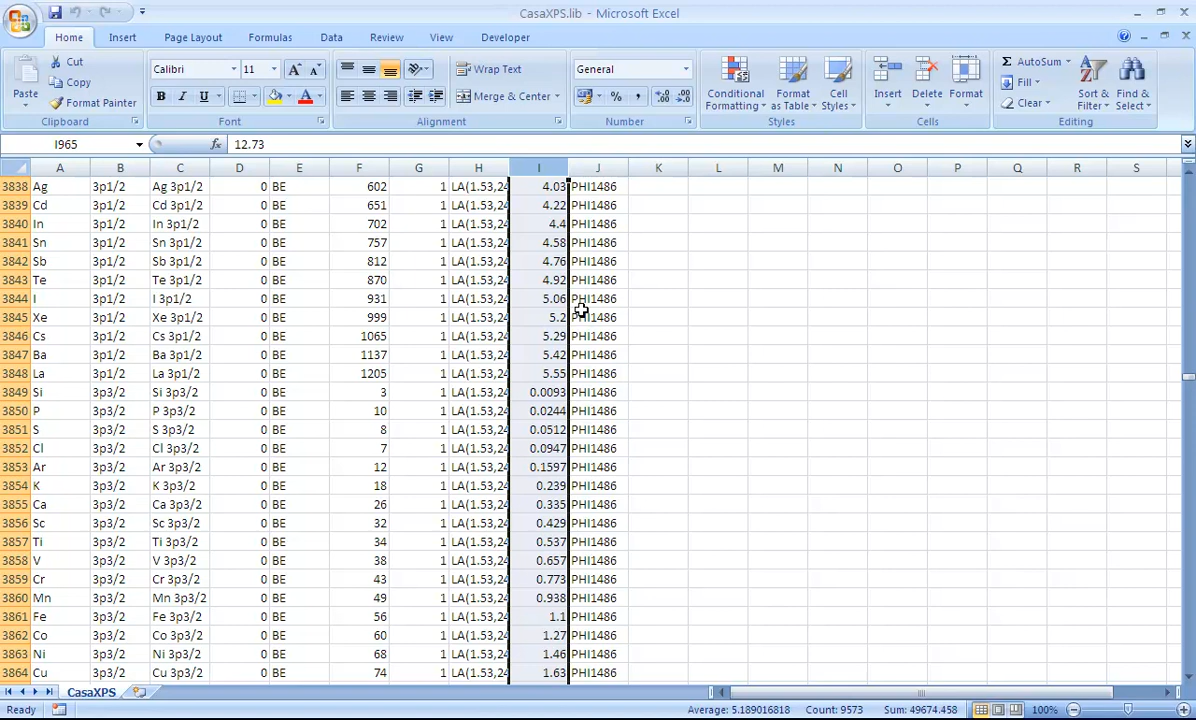 CasaXPS.lib - Microsoft Excel
Home Insert Page Layout Formulas Data Review View Developer
Paste Cut Copy Format Painter
Calibri 11 B I U A A A
Wrap Text Merge & Center
General % ,
Conditional Formatting Format as Table Cell Styles
Insert Delete Format
Σ AutoSum Fill Clear Sort & Filter Find & Select
Clipboard Font Alignment Number Styles Cells Editing
I965 fx 12.73
A B C D E F G H I J K L M N O P Q R S
3838 Ag 3p1/2 Ag 3p1/2 0 BE 602 1 LA(1.53,24 4.03 PHI1486
3839 Cd 3p1/2 Cd 3p1/2 0 BE 651 1 LA(1.53,24 4.22 PHI1486
3840 In 3p1/2 In 3p1/2 0 BE 702 1 LA(1.53,24 4.4 PHI1486
3841 Sn 3p1/2 Sn 3p1/2 0 BE 757 1 LA(1.53,24 4.58 PHI1486
3842 Sb 3p1/2 Sb 3p1/2 0 BE 812 1 LA(1.53,24 4.76 PHI1486
3843 Te 3p1/2 Te 3p1/2 0 BE 870 1 LA(1.53,24 4.92 PHI1486
3844 I 3p1/2 I 3p1/2 0 BE 931 1 LA(1.53,24 5.06 PHI1486
3845 Xe 3p1/2 Xe 3p1/2 0 BE 999 1 LA(1.53,24 5.2 PHI1486
3846 Cs 3p1/2 Cs 3p1/2 0 BE 1065 1 LA(1.53,24 5.29 PHI1486
3847 Ba 3p1/2 Ba 3p1/2 0 BE 1137 1 LA(1.53,24 5.42 PHI1486
3848 La 3p1/2 La 3p1/2 0 BE 1205 1 LA(1.53,24 5.55 PHI1486
3849 Si 3p3/2 Si 3p3/2 0 BE 3 1 LA(1.53,24 0.0093 PHI1486
3850 P 3p3/2 P 3p3/2 0 BE 10 1 LA(1.53,24 0.0244 PHI1486
3851 S 3p3/2 S 3p3/2 0 BE 8 1 LA(1.53,24 0.0512 PHI1486
3852 Cl 3p3/2 Cl 3p3/2 0 BE 7 1 LA(1.53,24 0.0947 PHI1486
3853 Ar 3p3/2 Ar 3p3/2 0 BE 12 1 LA(1.53,24 0.1597 PHI1486
3854 K 3p3/2 K 3p3/2 0 BE 18 1 LA(1.53,24 0.239 PHI1486
3855 Ca 3p3/2 Ca 3p3/2 0 BE 26 1 LA(1.53,24 0.335 PHI1486
3856 Sc 3p3/2 Sc 3p3/2 0 BE 32 1 LA(1.53,24 0.429 PHI1486
3857 Ti 3p3/2 Ti 3p3/2 0 BE 34 1 LA(1.53,24 0.537 PHI1486
3858 V 3p3/2 V 3p3/2 0 BE 38 1 LA(1.53,24 0.657 PHI1486
3859 Cr 3p3/2 Cr 3p3/2 0 BE 43 1 LA(1.53,24 0.773 PHI1486
3860 Mn 3p3/2 Mn 3p3/2 0 BE 49 1 LA(1.53,24 0.938 PHI1486
3861 Fe 3p3/2 Fe 3p3/2 0 BE 56 1 LA(1.53,24 1.1 PHI1486
3862 Co 3p3/2 Co 3p3/2 0 BE 60 1 LA(1.53,24 1.27 PHI1486
3863 Ni 3p3/2 Ni 3p3/2 0 BE 68 1 LA(1.53,24 1.46 PHI1486
3864 Cu 3p3/2 Cu 3p3/2 0 BE 74 1 LA(1.53,24 1.63 PHI1486
CasaXPS
Ready Average: 5.189016818 Count: 9573 Sum: 49674.458 100%